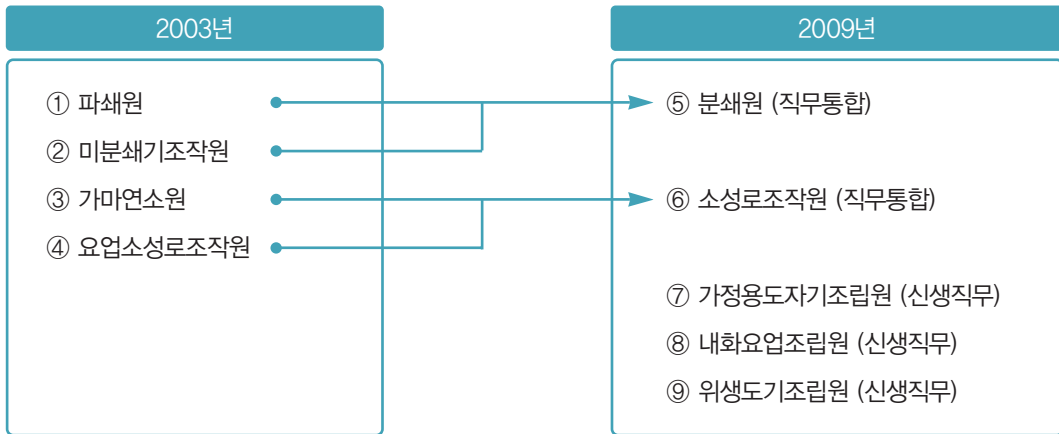 2003년
2009년
① 파쇄원
⑤ 분쇄원 (직무통합)
② 미분쇄기조작원
③ 가마연소원
⑥ 소성로조작원 (직무통합)
④ 요업소성로조작원
⑦ 가정용도자기조립원 (신생직무)
⑧ 내화요업조립원 (신생직무)
⑨ 위생도기조립원 (신생직무)